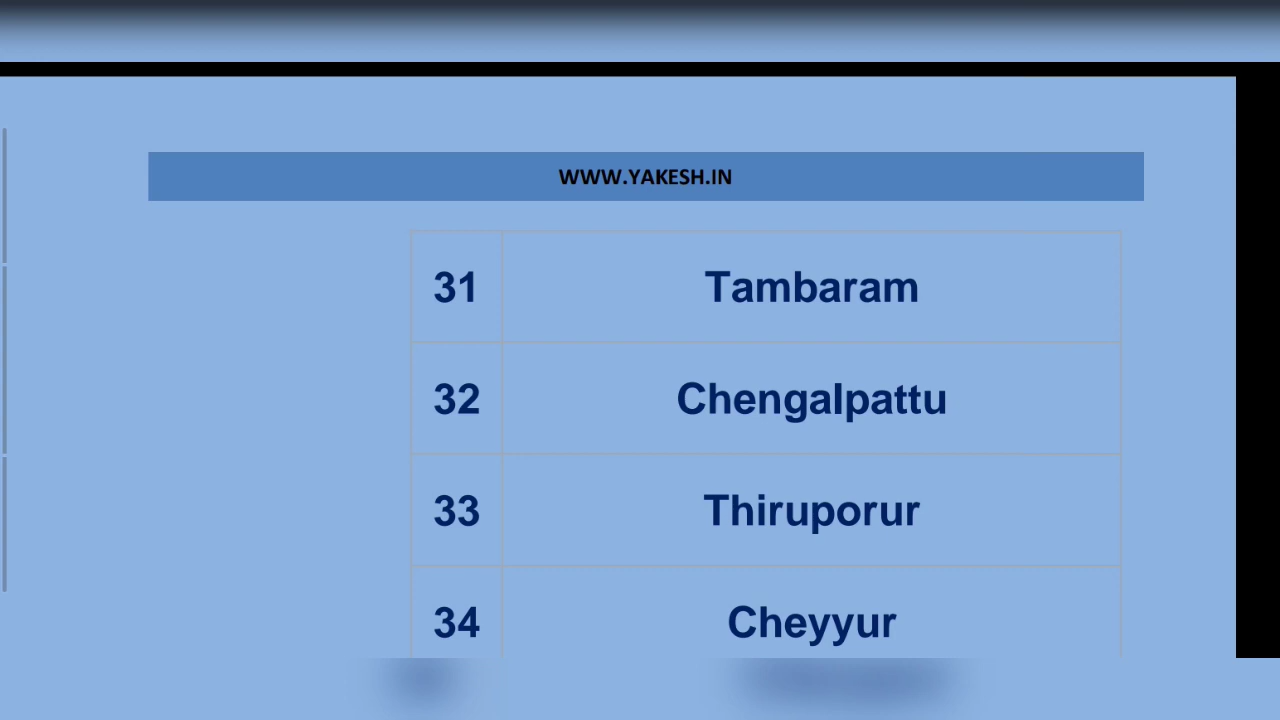 WWW.YAKESH.IN
31 Tambaram
32 Chengalpattu
33 Thiruporur
34 Cheyyur